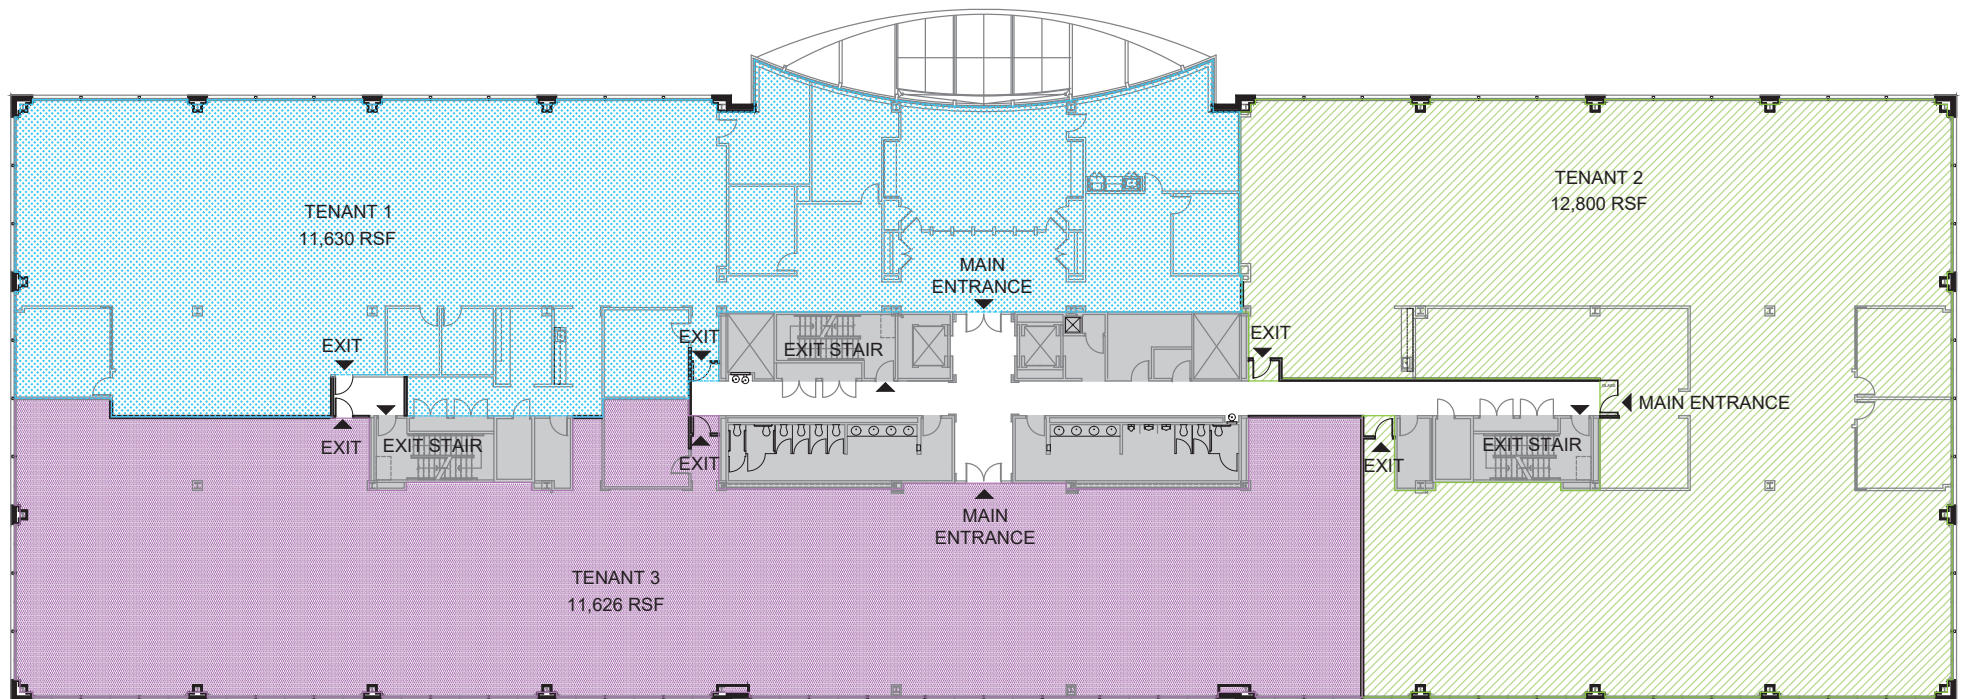 TENANT 1
11,630 RSF
TENANT 2
12,800 RSF
MAIN
ENTRANCE
EXIT
EXIT
EXIT STAIR
EXIT
MAIN ENTRANCE
EXIT
EXIT STAIR
EXIT
EXIT
EXIT STAIR
MAIN
ENTRANCE
TENANT 3
11,626 RSF